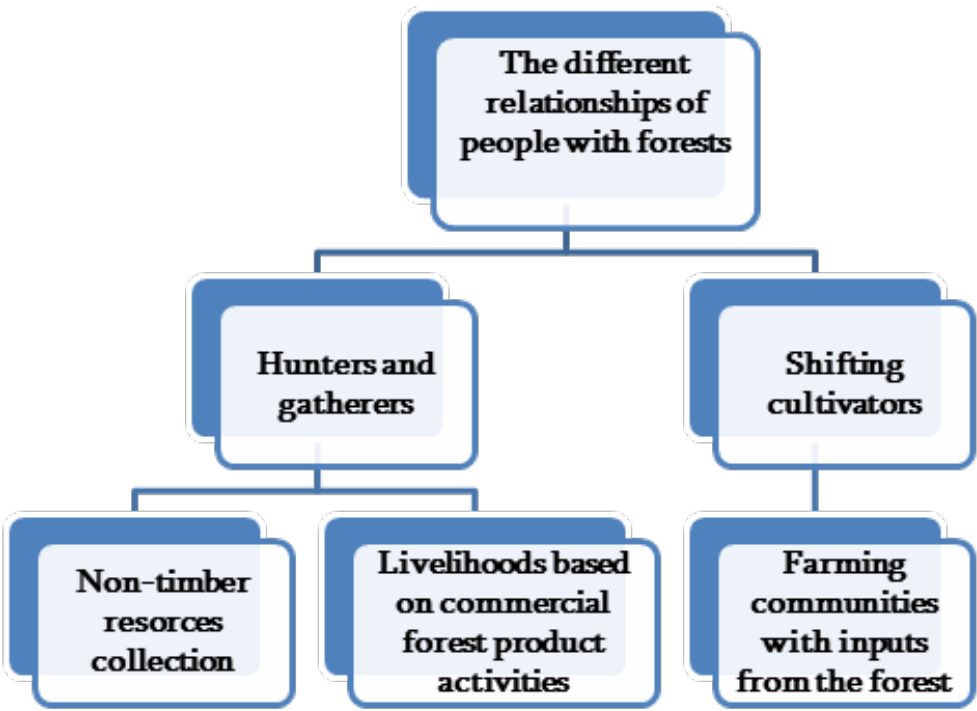 The different
relationships of
people with forests
Hunters and
gatherers
Shifting
cultivators
Non-timber
resorces
collection
Livelihoods based
on commercial
forest product
activities
Farming
communities
with inputs
from the forest